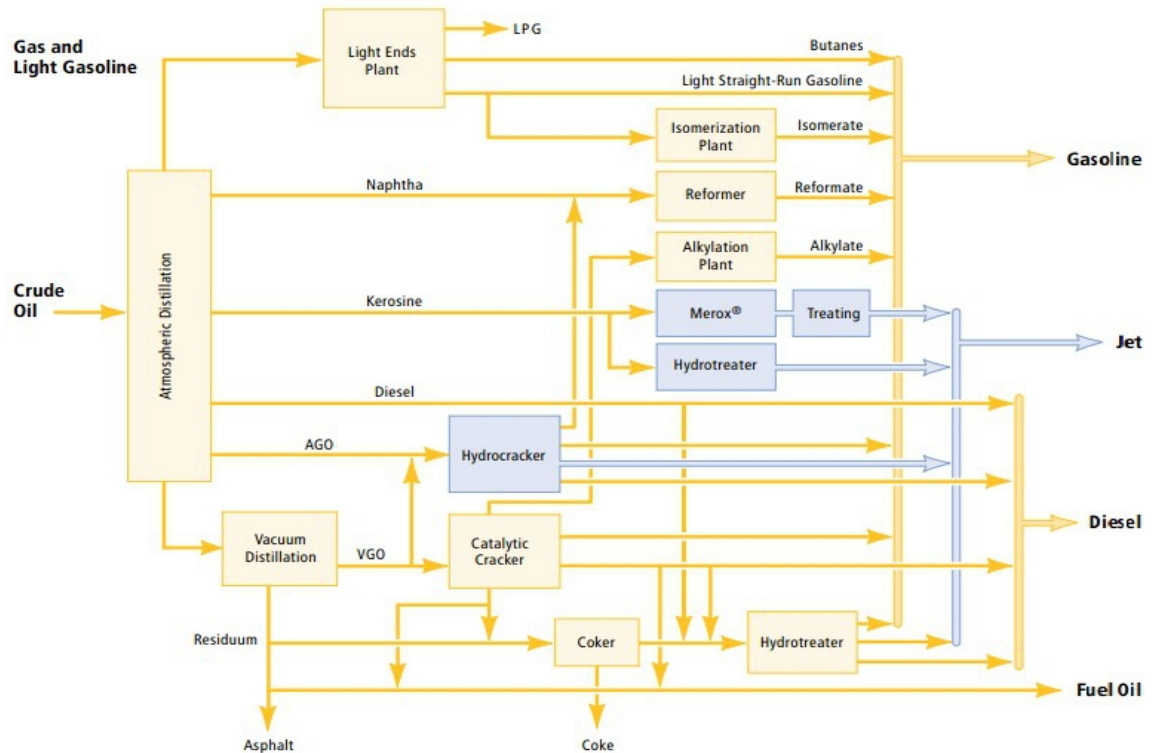 LPG
Gas and
Light Gasoline
Light Ends
Plant
Butanes
Light Straight-Run Gasoline
Isomerization
Plant
Isomerate
Gasoline
Naphtha
Reformer
Reformate
Alkylation
Plant
Alkylate
Atmospheric Distillation
Crude
Oil
Kerosine
Merox®
Treating
Jet
Hydrotreater
Diesel
AGO
Hydrocracker
Diesel
Vacuum
Distillation
VGO
Catalytic
Cracker
Residuum
Coker
Hydrotreater
Fuel Oil
Asphalt
Coke